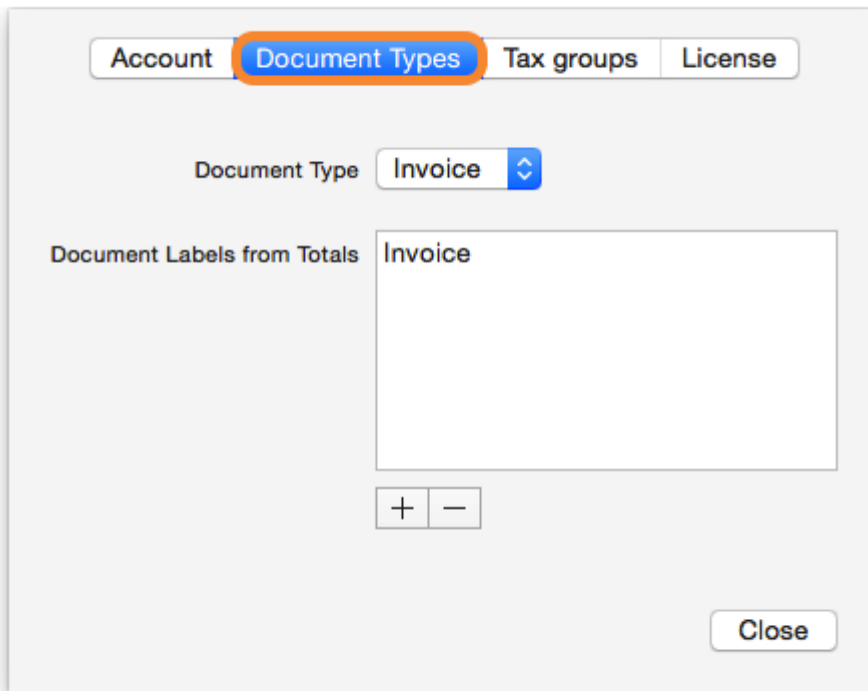 Account Document Types Tax groups License
Document Type Invoice
Document Labels from Totals Invoice
+ −
Close